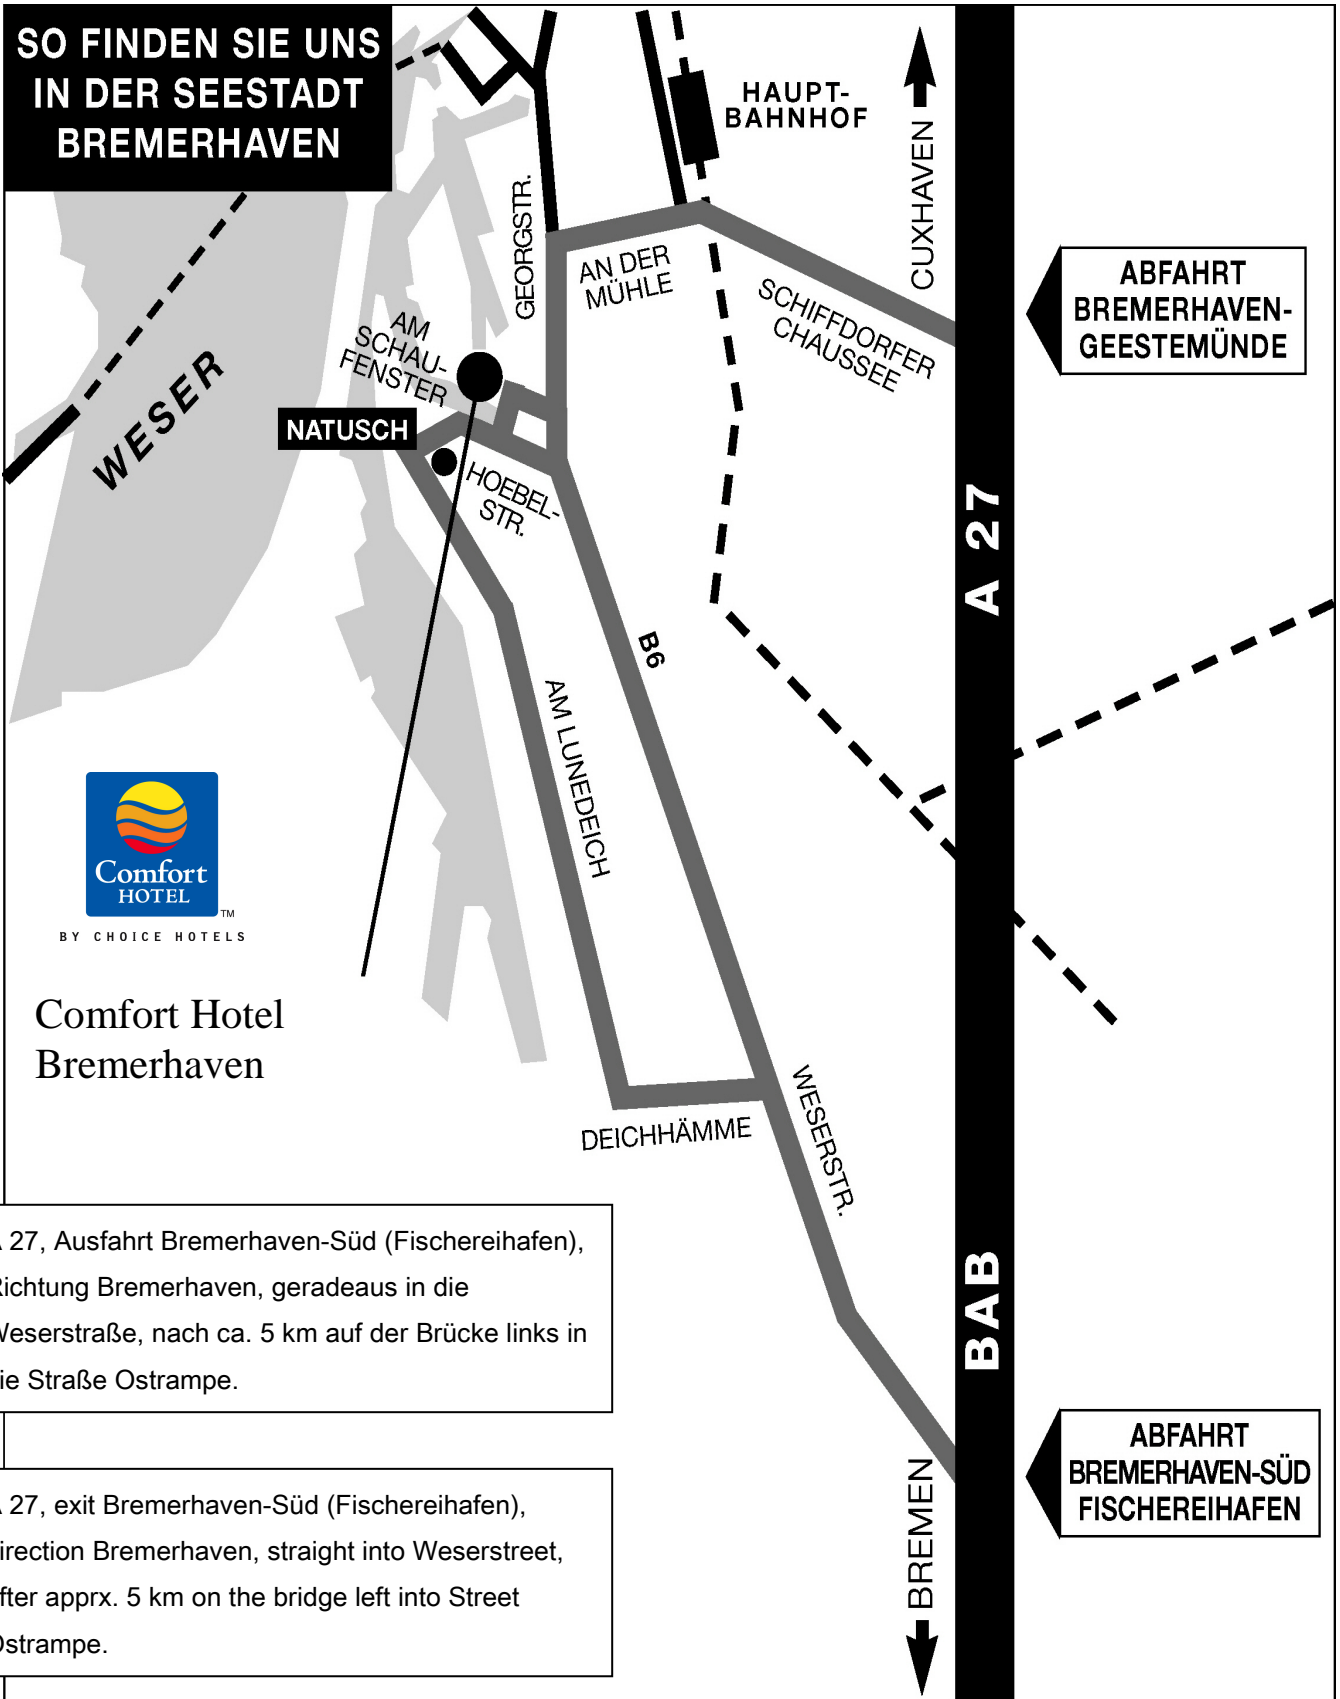 SO FINDEN SIE UNS
IN DER SEESTADT
BREMERHAVEN
HAUPT-
BAHNHOF
CUXHAVEN
GEORGSTR.
AN DER
MÜHLE
SCHIFFDORFER
CHAUSSEE
ABFAHRT
BREMERHAVEN-
GEESTEMÜNDE
AM
SCHAU-
FENSTER
WESER
NATUSCH
HOEBEL-
STR.
A 27
B6
AM LUNEDEICH
Comfort
HOTEL
TM
BY CHOICE HOTELS
Comfort Hotel
Bremerhaven
DEICHHÄMME
WESERSTR.
BAB
27, Ausfahrt Bremerhaven-Süd (Fischereihafen),
Richtung Bremerhaven, geradeaus in die
Weserstraße, nach ca. 5 km auf der Brücke links in
ie Straße Ostrampe.
ABFAHRT
BREMERHAVEN-SÜD
FISCHEREIHAFEN
BREMEN
27, exit Bremerhaven-Süd (Fischereihafen),
irection Bremerhaven, straight into Weserstreet,
fter apprx. 5 km on the bridge left into Street
Ostrampe.